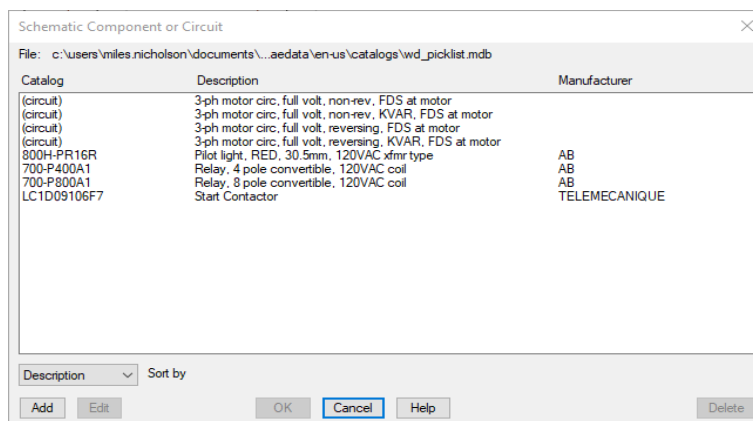 Schematic Component or Circuit
File: c:\users\miles.nicholson\documents\...aedata\en-us\catalogs\wd_picklist.mdb
Catalog Description Manufacturer
(circuit) 3-ph motor circ, full volt, non-rev, FDS at motor
(circuit) 3-ph motor circ, full volt, non-rev, KVAR, FDS at motor
(circuit) 3-ph motor circ, full volt, reversing, FDS at motor
(circuit) 3-ph motor circ, full volt, reversing, KVAR, FDS at motor
800H-PR16R Pilot light, RED, 30.5mm, 120VAC xfmr type AB
700-P400A1 Relay, 4 pole convertible, 120VAC coil AB
700-P800A1 Relay, 8 pole convertible, 120VAC coil AB
LC1D09106F7 Start Contactor TELEMECANIQUE
Description Sort by
Add Edit OK Cancel Help Delete